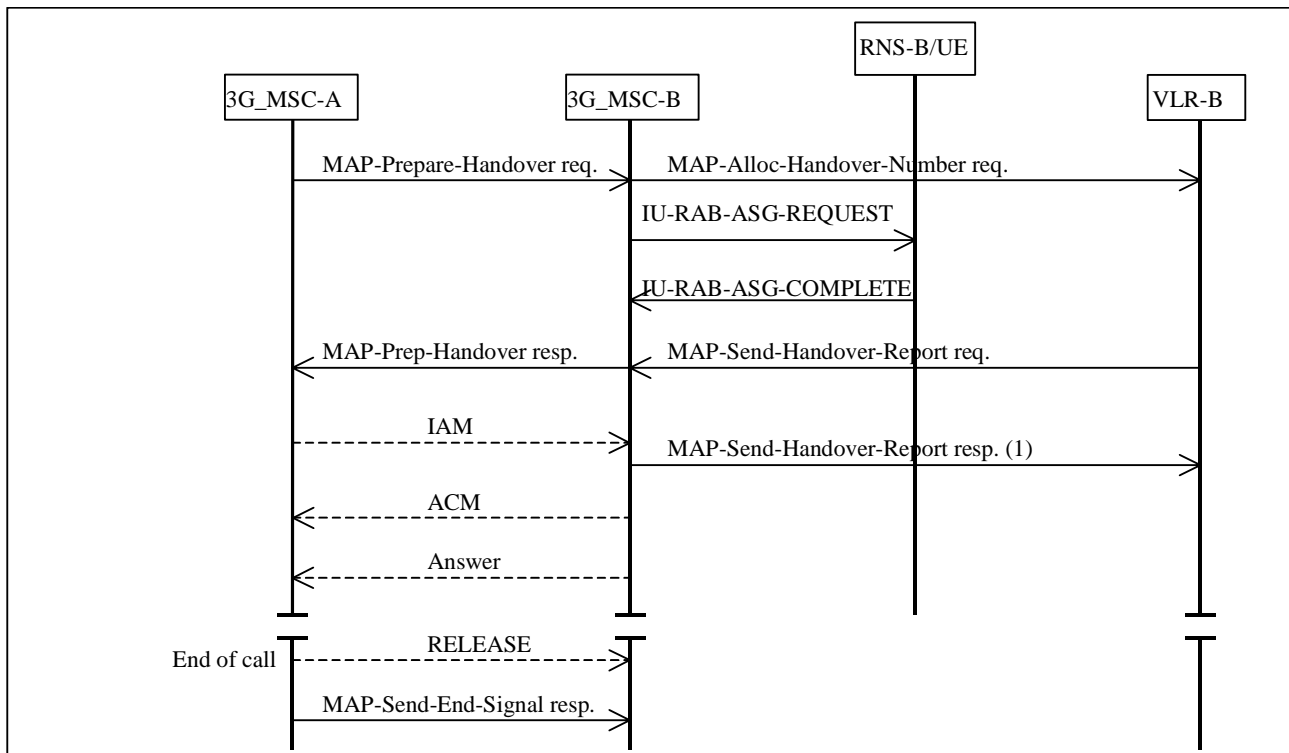 RNS-B/UE
3G_MSC-A
3G_MSC-B
VLR-B
MAP-Prepare-Handover req.
MAP-Alloc-Handover-Number req.
IU-RAB-ASG-REQUEST
IU-RAB-ASG-COMPLETE
MAP-Prep-Handover resp.
MAP-Send-Handover-Report req.
IAM
MAP-Send-Handover-Report resp. (1)
ACM
Answer
RELEASE
End of call
MAP-Send-End-Signal resp.